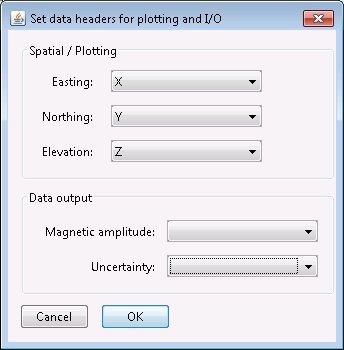 Set data headers for plotting and I/O
Spatial / Plotting
Easting: X
Northing: Y
Elevation: Z
Data output
Magnetic amplitude:
Uncertainty:
Cancel OK